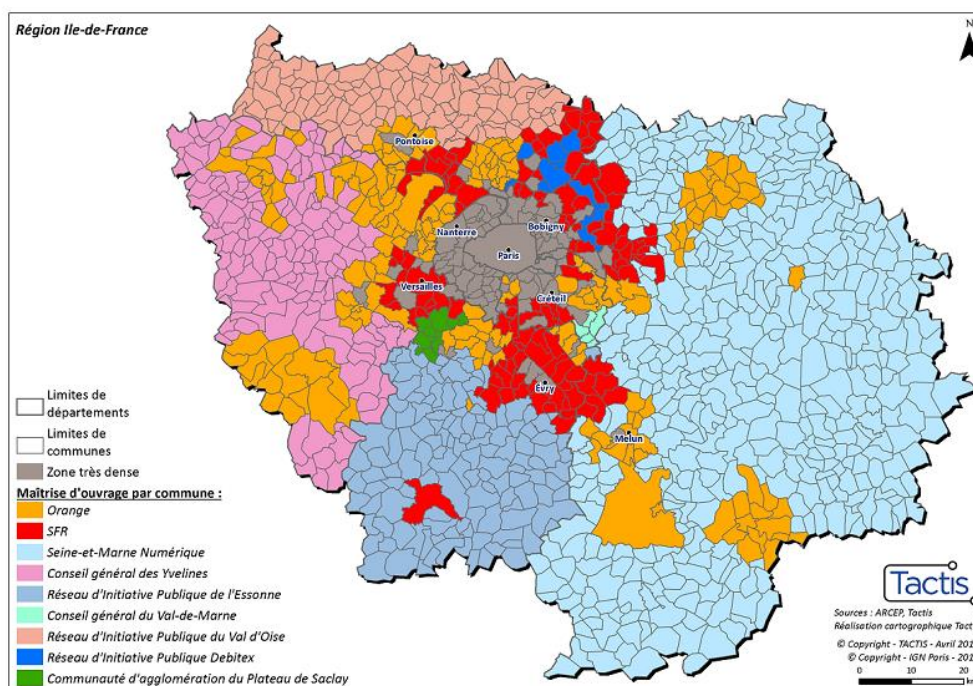 Région Ile-de-France
N
Pontoise
Nanterre
Bobigny
Paris
Versailles
Créteil
Évry
Melun
Limites de
départements
Limites de
communes
Zone très dense
Maîtrise d'ouvrage par commune :
Orange
SFR
Seine-et-Marne Numérique
Conseil général des Yvelines
Réseau d'Initiative Publique de l'Essonne
Conseil général du Val-de-Marne
Réseau d'Initiative Publique du Val d'Oise
Réseau d'Initiative Publique Debitex
Communauté d'agglomération du Plateau de Saclay
Tactis
Sources : ARCEP, Tactis
Réalisation cartographique Tact
© Copyright - TACTIS - Avril 201
© Copyright - IGN Paris - 201
0 10 20